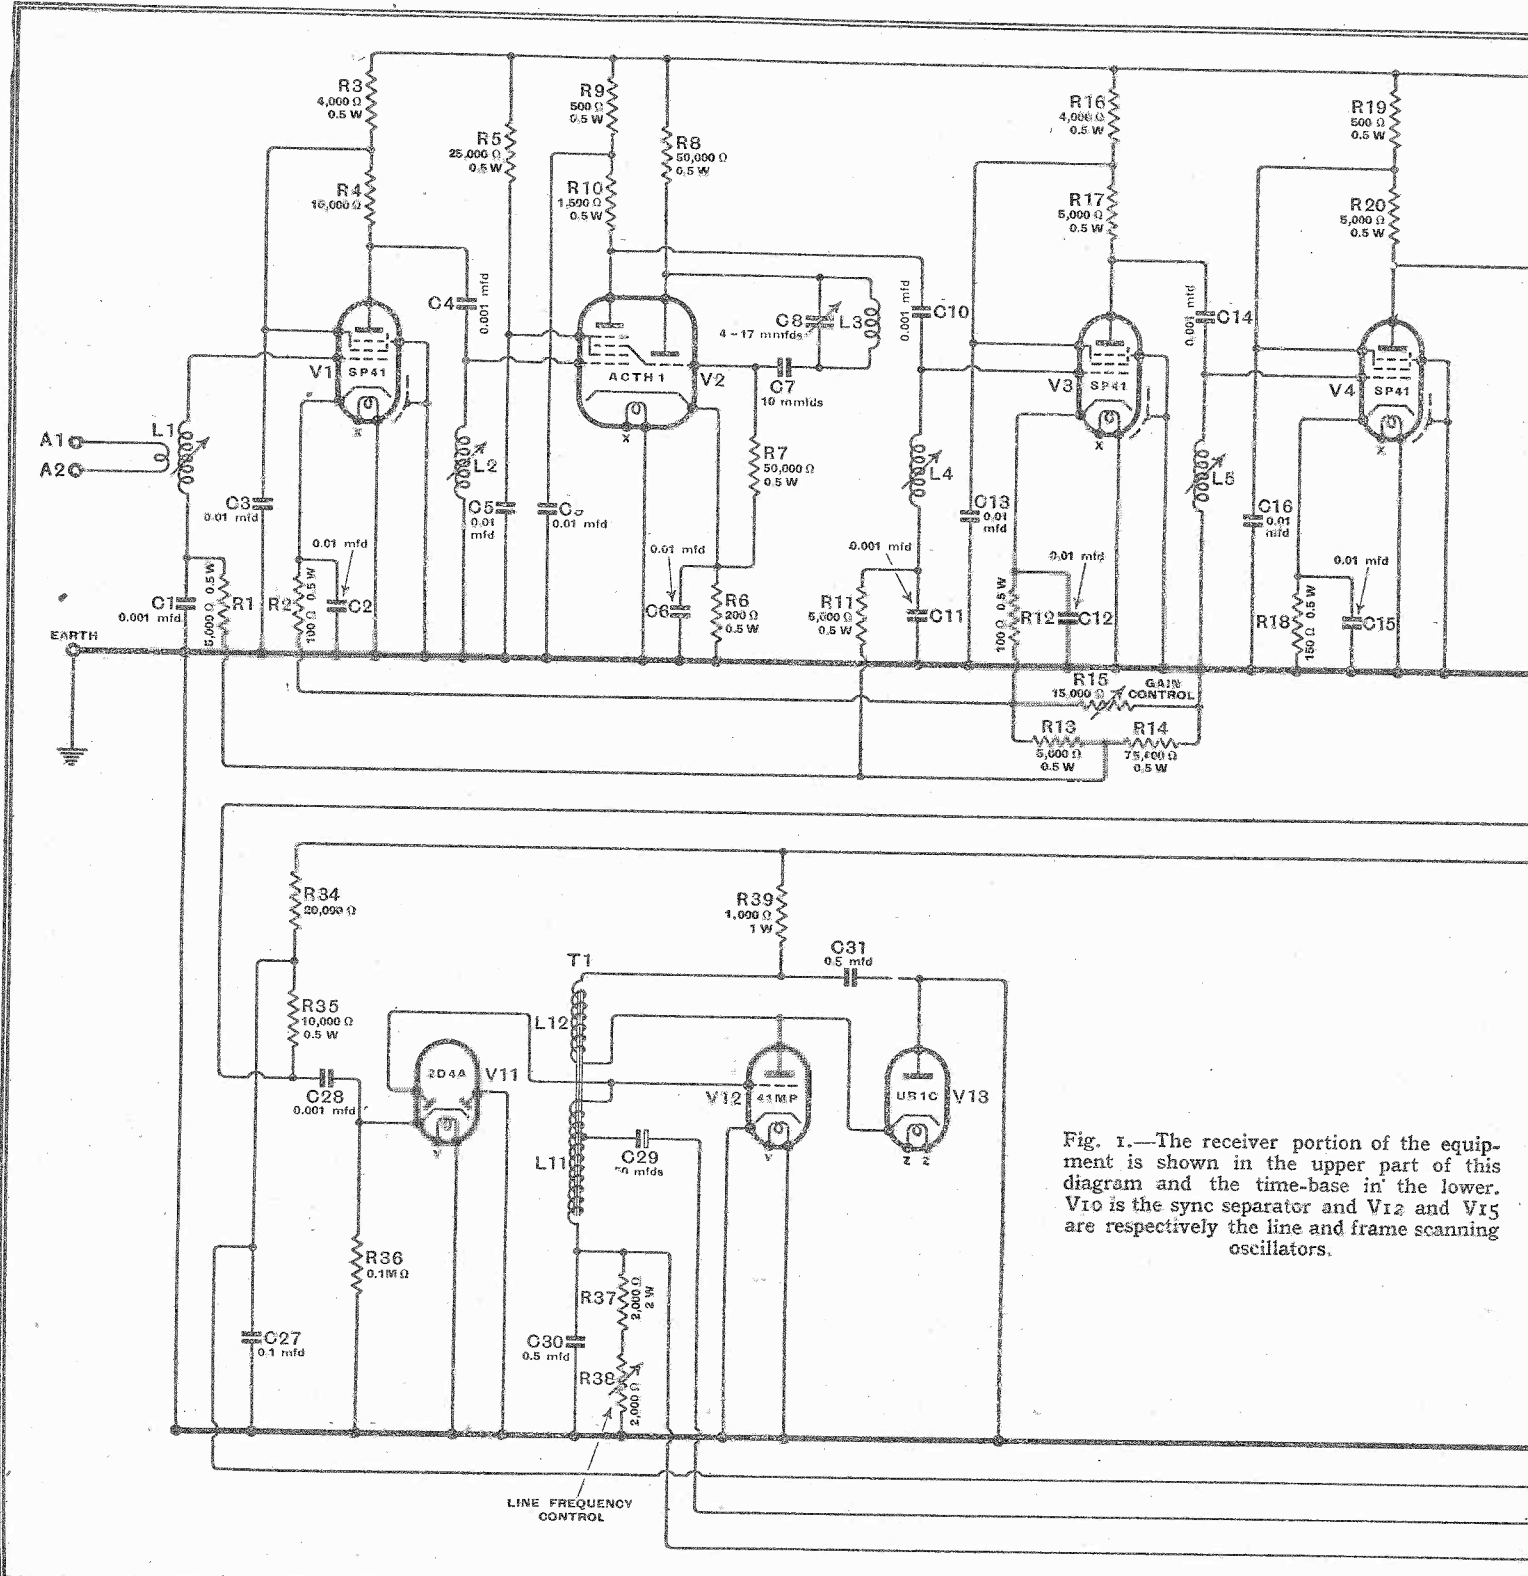 R3
4,000 Ω
0.5 W
R4
10,000 Ω
R5
25,000 Ω
0.5 W
R9
500 Ω
0.5 W
R10
1,500 Ω
0.5 W
R8
50,000 Ω
0.5 W
R16
4,000 Ω
0.5 W
R17
5,000 Ω
0.5 W
R19
500 Ω
0.5 W
R20
5,000 Ω
0.5 W
C4
0.001 mfd
C8
4-17 mmfds
L3
0.001 mfd
C10
0.001 mfd
C14
V1
SP41
X
ACTH1
X
V2
C7
10 mmfds
V3
SP41
X
V4
SP41
X
A1
A2
L1
L2
R7
50,000 Ω
0.5 W
L4
L5
C3
0.01 mfd
C5
0.01
mfd
0.01 mfd
C13
0.01
mfd
C16
0.01
mfd
C1
0.001 mfd
5,000 Ω 0.5 W
R1
R2
100 Ω 0.5 W
0.01 mfd
C2
0.01 mfd
C6
R6
200 Ω
0.5 W
R11
5,000 Ω
0.5 W
0.001 mfd
C11
100 Ω 0.5 W
R12
0.01 mfd
C12
R18
150 Ω 0.5 W
0.01 mfd
C15
EARTH
R15
15,000 Ω
GAIN
CONTROL
R13
5,000 Ω
0.5 W
R14
75,000 Ω
0.5 W
R34
20,000 Ω
R35
10,000 Ω
0.5 W
C28
0.001 mfd
2D4A
V11
Y
R39
1,000 Ω
1 W
C31
0.5 mfd
T1
L12
L11
C29
V12
41MP
Y
UB1C
V13
Z Z
R36
0.1MΩ
C27
0.1 mfd
C30
0.5 mfd
R37
2,000 Ω
2 W
R38
2,000 Ω
LINE FREQUENCY
CONTROL
Fig. 1.—The receiver portion of the equip-
ment is shown in the upper part of this
diagram and the time-base in the lower.
V10 is the sync separator and V12 and V15
are respectively the line and frame scanning
oscillators.